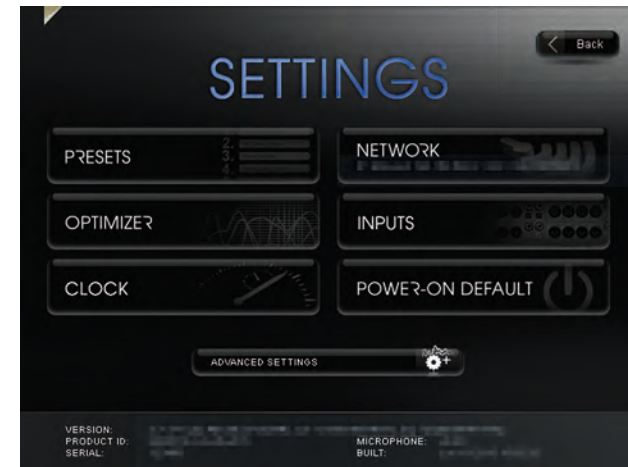 Back
SETTINGS
PRESETS
NETWORK
OPTIMIZER
INPUTS
CLOCK
POWER-ON DEFAULT
ADVANCED SETTINGS
VERSION:
PRODUCT ID:
MICROPHONE:
SERIAL:
BUILT: